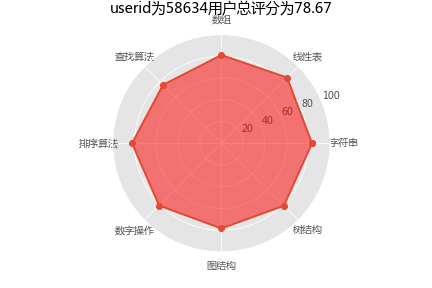 userid为58634用户总评分为78.67
数组
查找算法
线性表
100
80
60
40
20
排序算法
字符串
数字操作
树结构
图结构